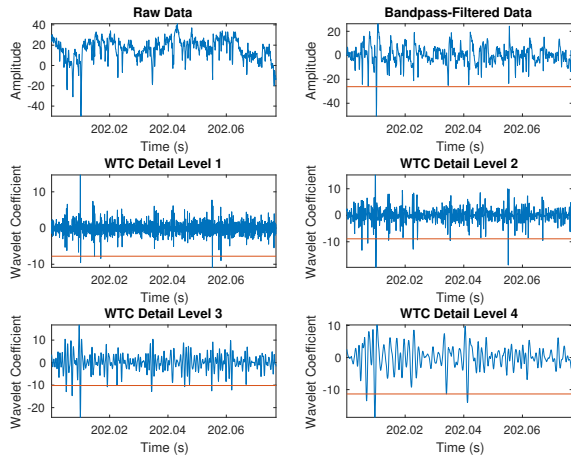 Raw Data
Amplitude
40
20
0
-20
-40
202.02 202.04 202.06
Time (s)
Bandpass-Filtered Data
Amplitude
20
0
-20
-40
202.02 202.04 202.06
Time (s)
WTC Detail Level 1
Wavelet Coefficient
10
0
-10
202.02 202.04 202.06
Time (s)
WTC Detail Level 2
Wavelet Coefficient
10
0
-10
202.02 202.04 202.06
Time (s)
WTC Detail Level 3
Wavelet Coefficient
10
0
-10
-20
202.02 202.04 202.06
Time (s)
WTC Detail Level 4
Wavelet Coefficient
0
-10
202.02 202.04 202.06
Time (s)